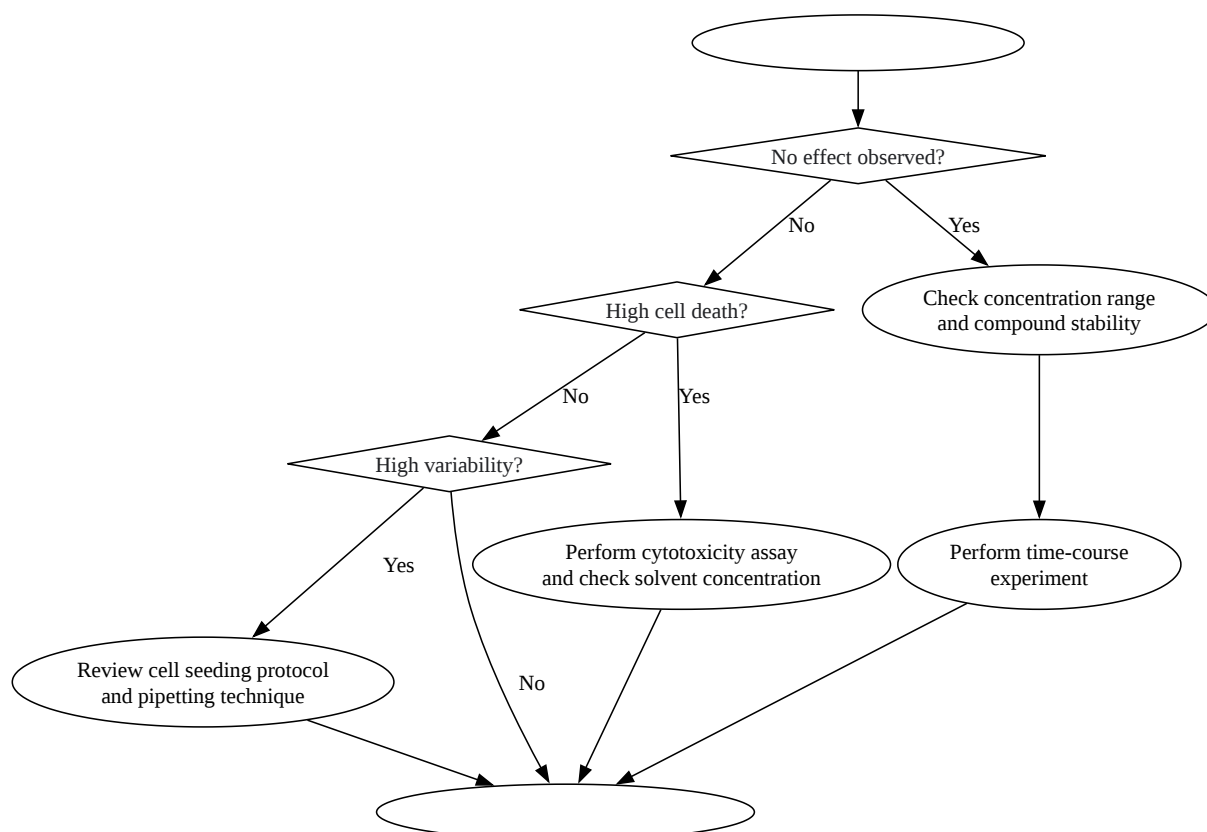 No effect observed?
No
Yes
High cell death?
Check concentration range
and compound stability
No
Yes
High variability?
Yes
Perform cytotoxicity assay
and check solvent concentration
Perform time-course
experiment
Review cell seeding protocol
and pipetting technique
No